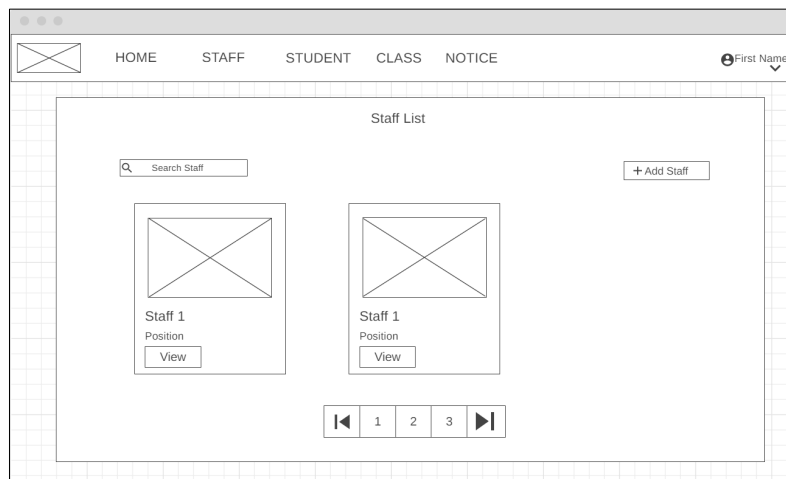 HOME STAFF STUDENT CLASS NOTICE First Name
Staff List
Search Staff + Add Staff
Staff 1 Staff 1
Position Position
View View
1 2 3